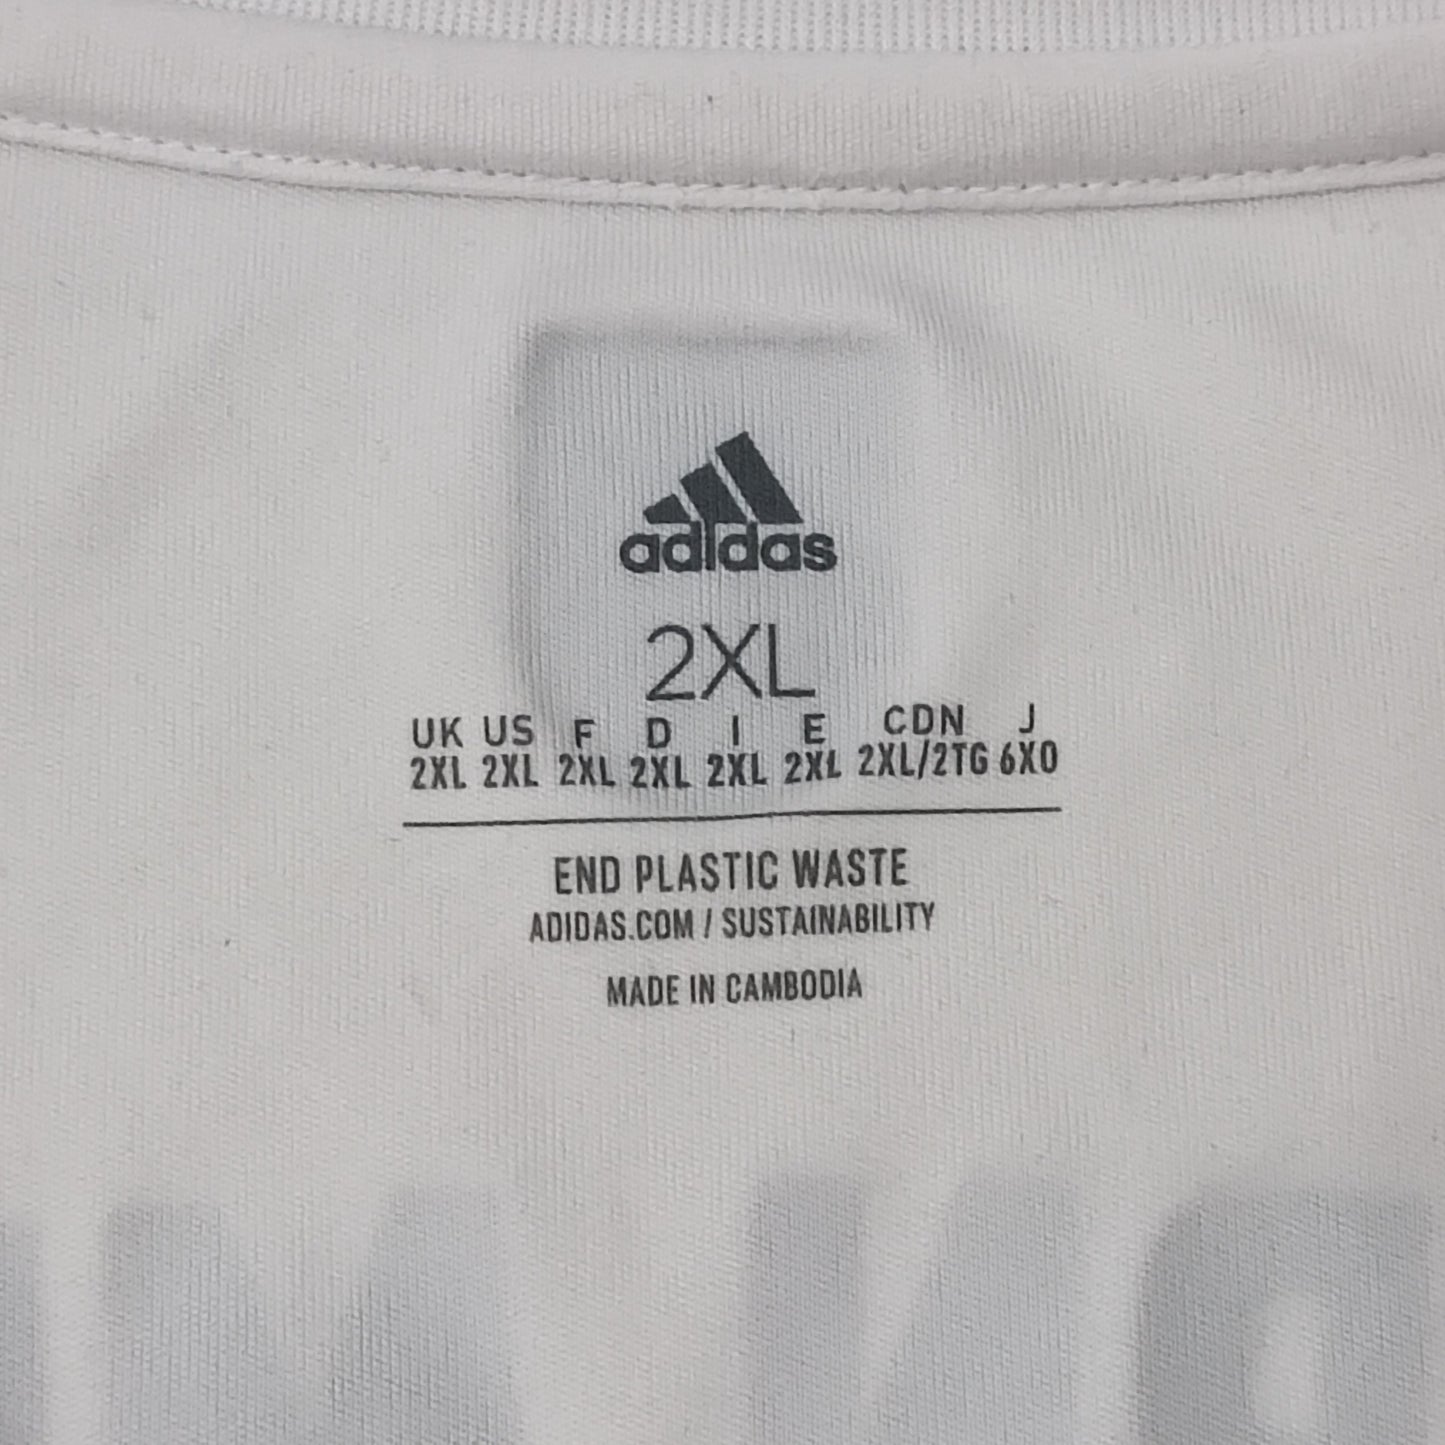 adidas
2XL
UK US F D I E CDN J
2XL 2XL 2XL 2XL 2XL 2XL 2XL/2TG 6XO
END PLASTIC WASTE
ADIDAS.COM / SUSTAINABILITY
MADE IN CAMBODIA